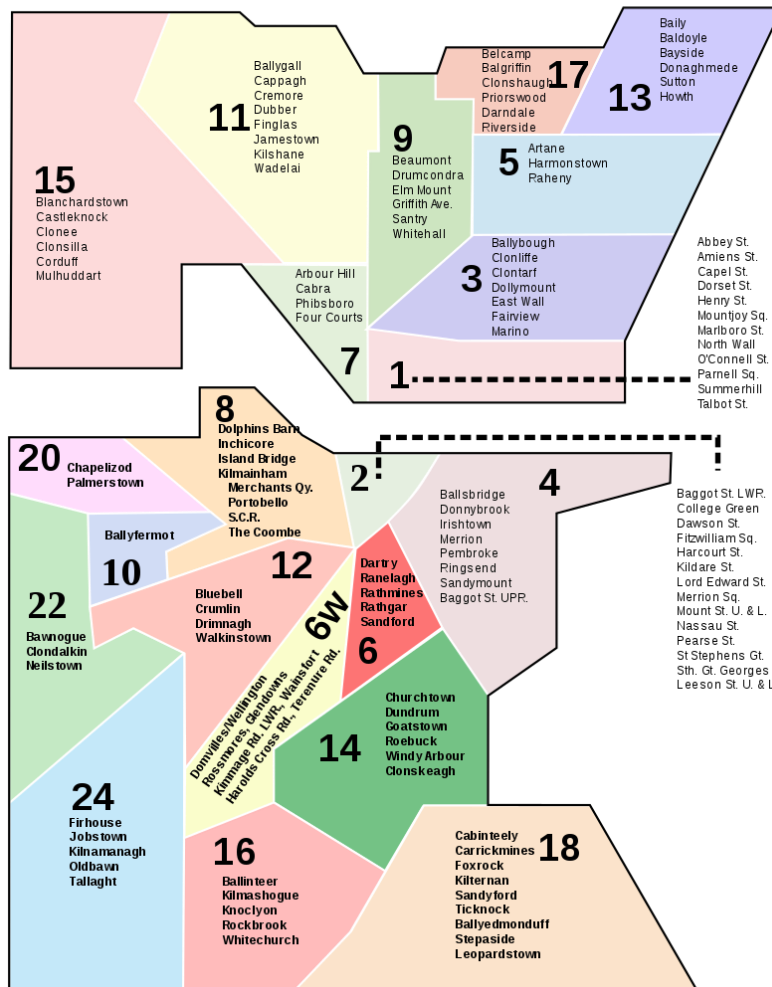 15
Blanchardstown
Castleknock
Clonee
Clonsilla
Corduff
Mulhuddart
11
Ballygall
Cappagh
Cremore
Dubber
Finglas
Jamestown
Kilshane
Wadelai
9
Beaumont
Drumcondra
Elm Mount
Griffith Ave.
Santry
Whitehall
17
Belcamp
Balgriffin
Clonshaugh
Priorswood
Darndale
Riverside
13
Baily
Baldoyle
Bayside
Donaghmede
Sutton
Howth
5
Artane
Harmonstown
Raheny
3
Ballybough
Clonliffe
Clontarf
Dollymount
East Wall
Fairview
Marino
7
Arbour Hill
Cabra
Phibsboro
Four Courts
1
Abbey St.
Amiens St.
Capel St.
Dorset St.
Henry St.
Mountjoy Sq.
Marlboro St.
North Wall
O'Connell St.
Parnell Sq.
Summerhill
Talbot St.
20
Chapelizod
Palmerstown
8
Dolphins Barn
Inchicore
Island Bridge
Kilmainham
Merchants Qy.
Portobello
S.C.R.
The Coombe
2
Baggot St. LWR.
College Green
Dawson St.
Fitzwilliam Sq.
Harcourt St.
Kildare St.
Lord Edward St.
Merrion Sq.
Mount St. U. & L.
Nassau St.
Pearse St.
St Stephens Gt.
Sth. Gt. Georges
Leeson St. U. & L
4
Ballsbridge
Donnybrook
Irishtown
Merrion
Pembroke
Ringsend
Sandymount
Baggot St. UPR.
10
Ballyfermot
22
Bawnogue
Clondalkin
Neilstown
12
Bluebell
Crumlin
Drimnagh
Walkinstown
6w
Domvilles/Wellington
Rossmores, Glendowns
Kimmage Rd. LWR, Wainsfort
Harolds Cross Rd., Terenure Rd.
6
Dartry
Ranelagh
Rathmines
Rathgar
Sandford
14
Churchtown
Dundrum
Goatstown
Roebuck
Windy Arbour
Clonskeagh
24
Firhouse
Jobstown
Kilnamanagh
Oldbawn
Tallaght
16
Ballinteer
Kilmashogue
Knoclyon
Rockbrook
Whitechurch
18
Cabinteely
Carrickmines
Foxrock
Kilternan
Sandyford
Ticknock
Ballyedmonduff
Stepaside
Leopardstown